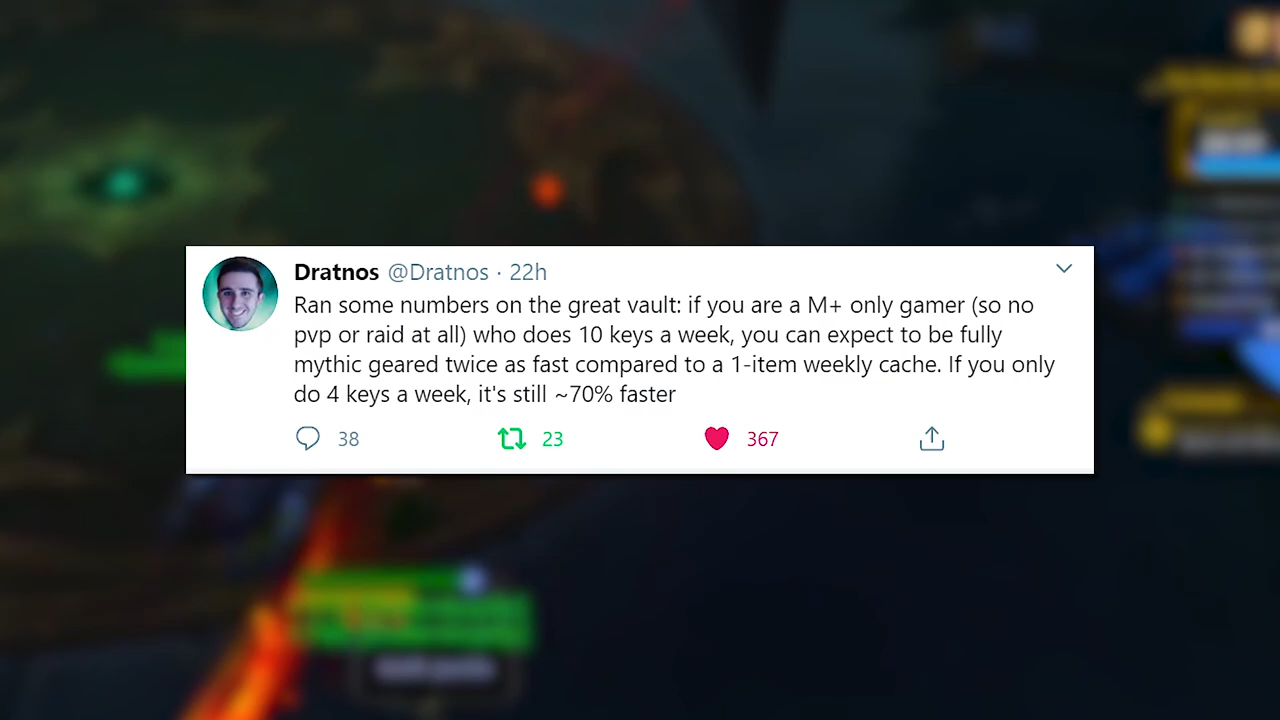 Dratnos @Dratnos · 22h
Ran some numbers on the great vault: if you are a M+ only gamer (so no
pvp or raid at all) who does 10 keys a week, you can expect to be fully
mythic geared twice as fast compared to a 1-item weekly cache. If you only
do 4 keys a week, it's still ~70% faster
38 23 367